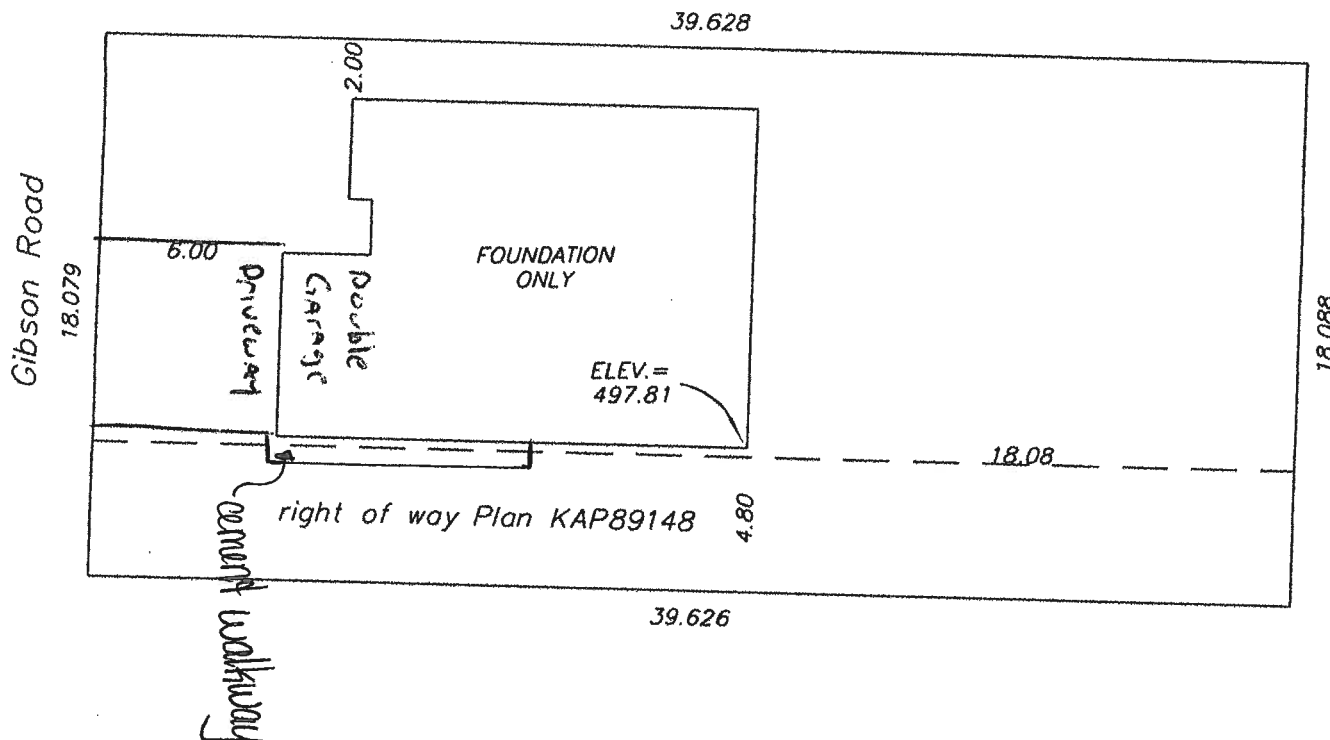 39.628
2.00
Gibson Road
18.079
6.00
Driveway
Double
Garage
FOUNDATION
ONLY
ELEV.=
497.81
18.088
18.08
right of way Plan KAP89148
4.80
cement walkway
39.626